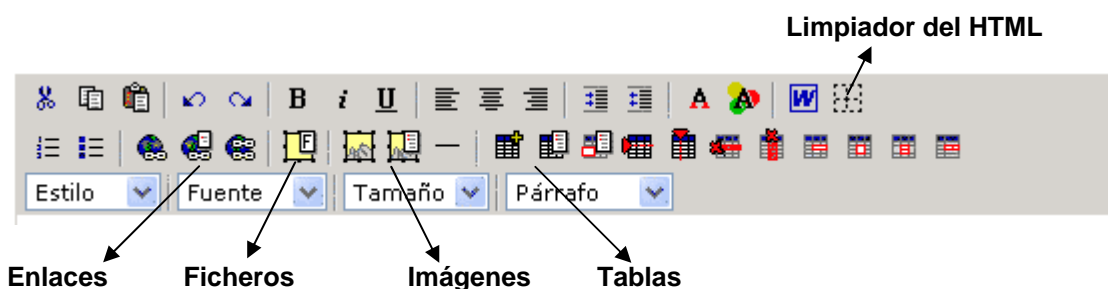 Limpiador del HTML
B i U A W
F
Estilo Fuente Tamaño Párrafo
Enlaces Ficheros Imágenes Tablas